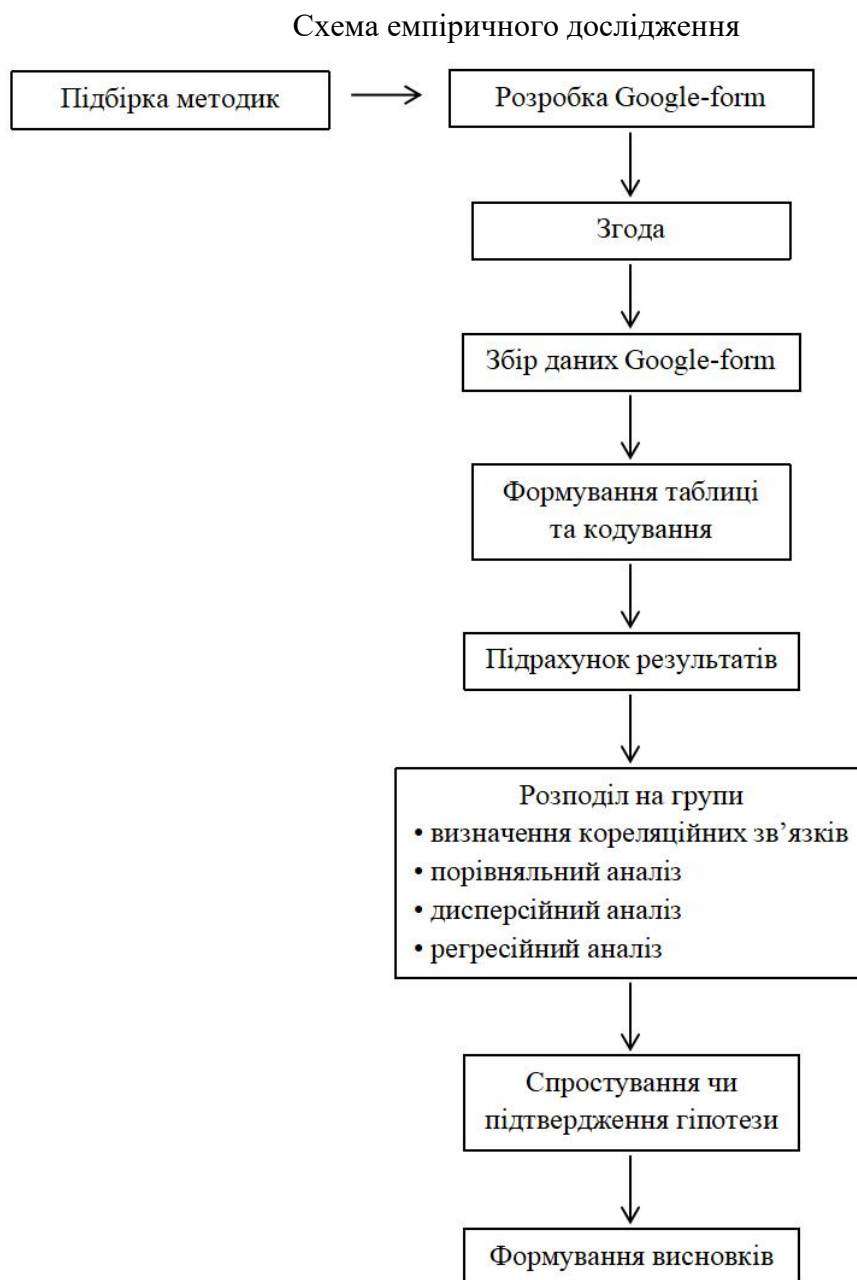 Схема емпіричного дослідження
Підбірка методик
Розробка Google-form
Згода
Збір даних Google-form
Формування таблиці
та кодування
Підрахунок результатів
Розподіл на групи
• визначення кореляційних зв’язків
• порівняльний аналіз
• дисперсійний аналіз
• регресійний аналіз
Спростування чи
підтвердження гіпотези
Формування висновків